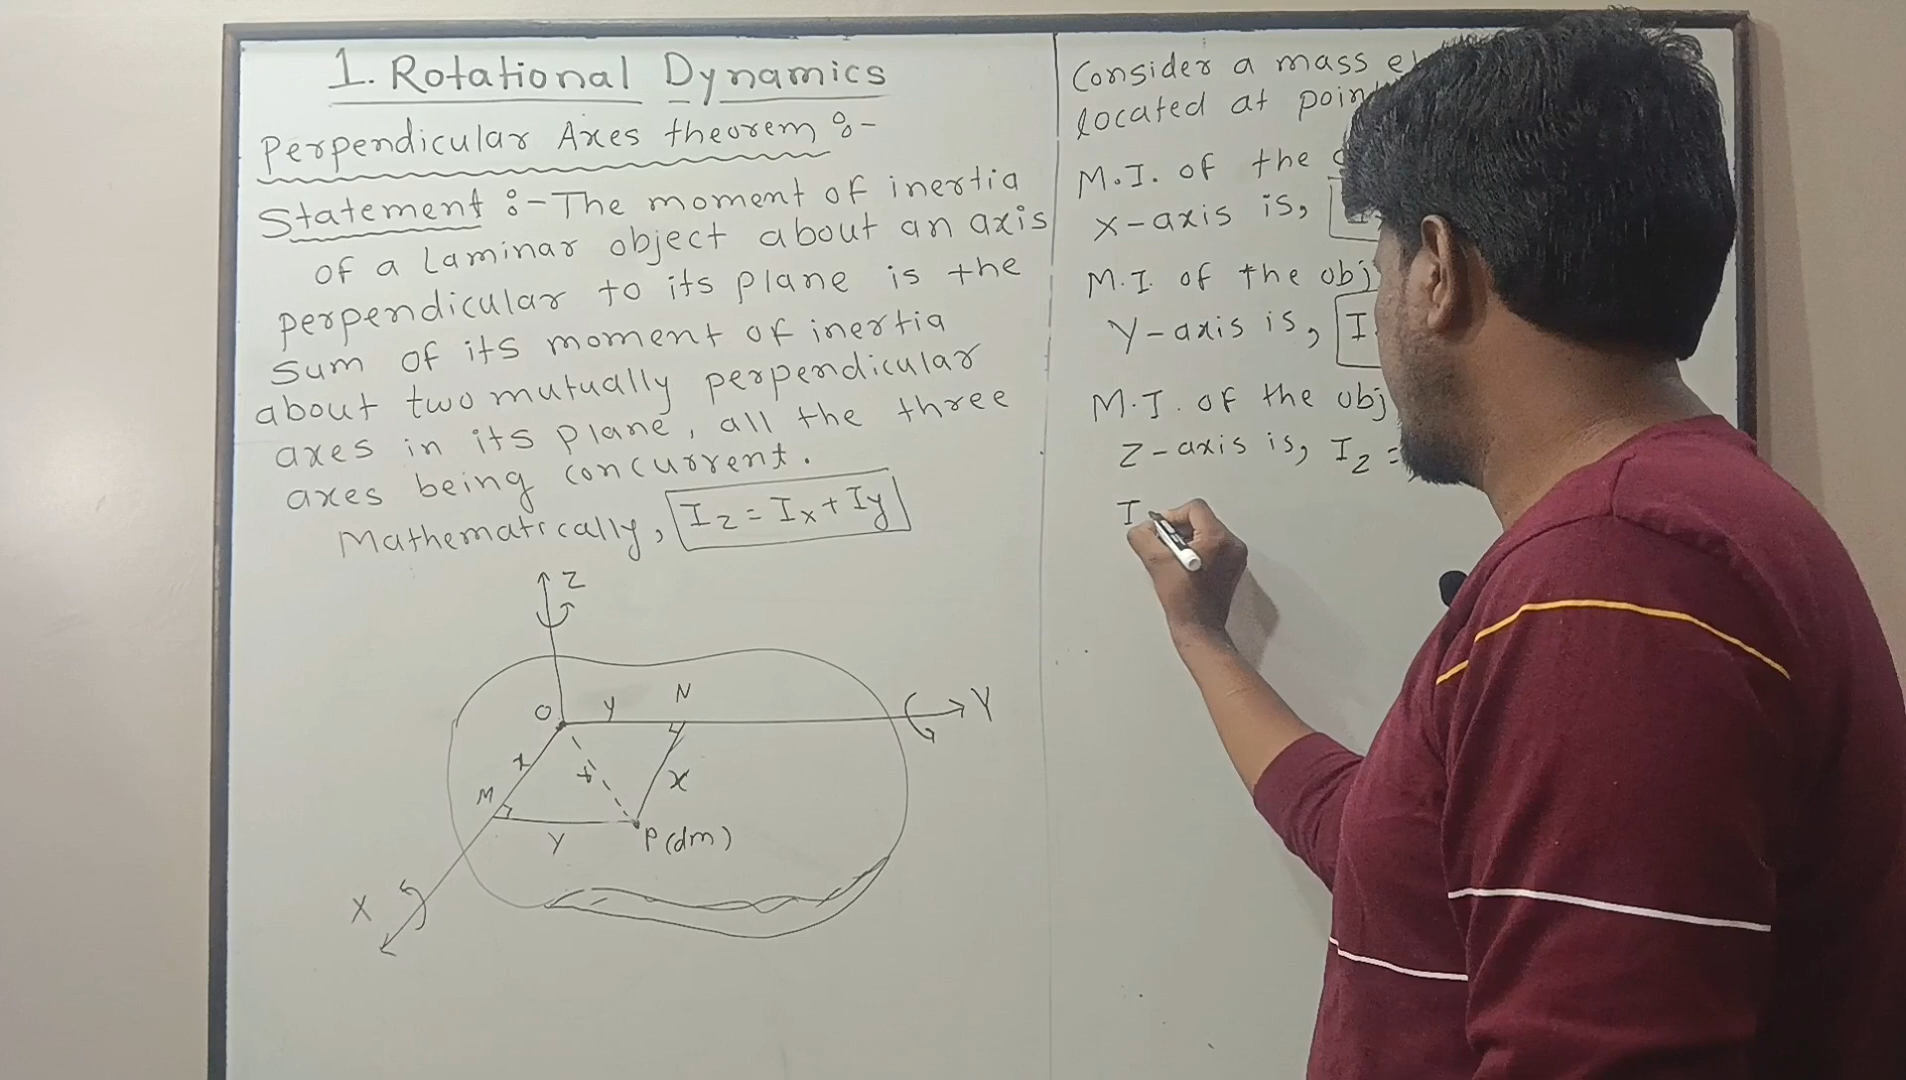 1. Rotational Dynamics
Perpendicular Axes theorem :-
Statement :- The moment of inertia
of a Laminar object about an axis
perpendicular to its plane is the
sum of its moment of inertia
about two mutually perpendicular
axes in its plane, all the three
axes being concurrent.
Mathematically, Iz = Ix + Iy
Z
O y N
Y
x
r
x
M
y
P(dm)
X
Consider a mass
located at
M.I. of the
X-axis is,
M.I. of the obj
Y-axis is, I
M.I. of the obj
Z-axis is, Iz =
I